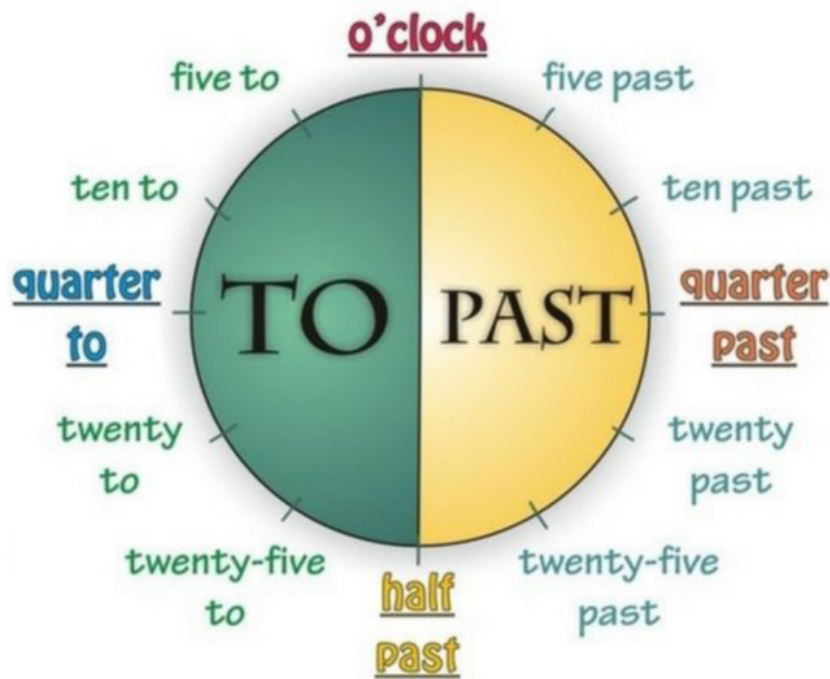 o'clock
five to
five past
ten to
ten past
quarter
to
TO
PAST
quarter
past
twenty
to
twenty
past
twenty-five
to
half
past
twenty-five
past